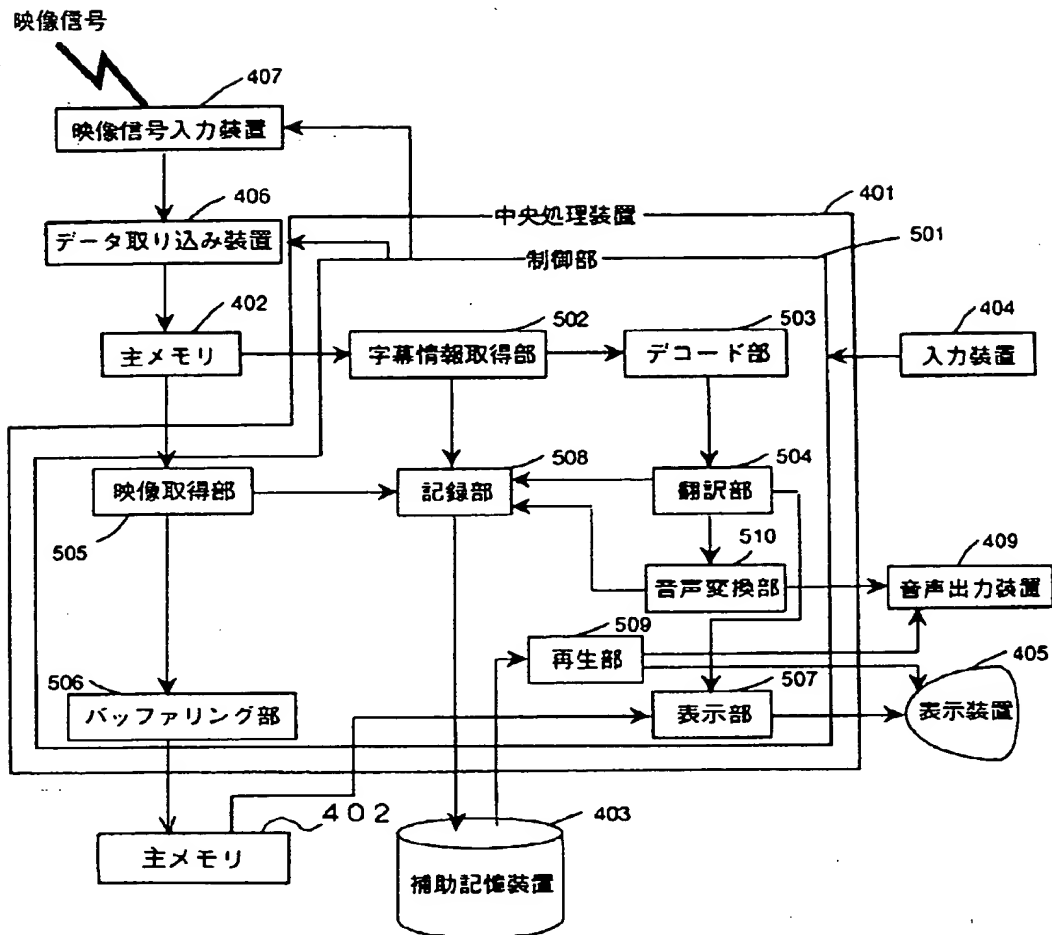 映像信号
407
映像信号入力装置
406
データ取り込み装置
中央処理装置
401
制御部
501
402
主メモリ
502
字幕情報取得部
503
デコード部
404
入力装置
映像取得部
505
508
記録部
504
翻訳部
510
音声変換部
409
音声出力装置
509
再生部
405
表示装置
506
バッファリング部
507
表示部
402
主メモリ
403
補助記憶装置